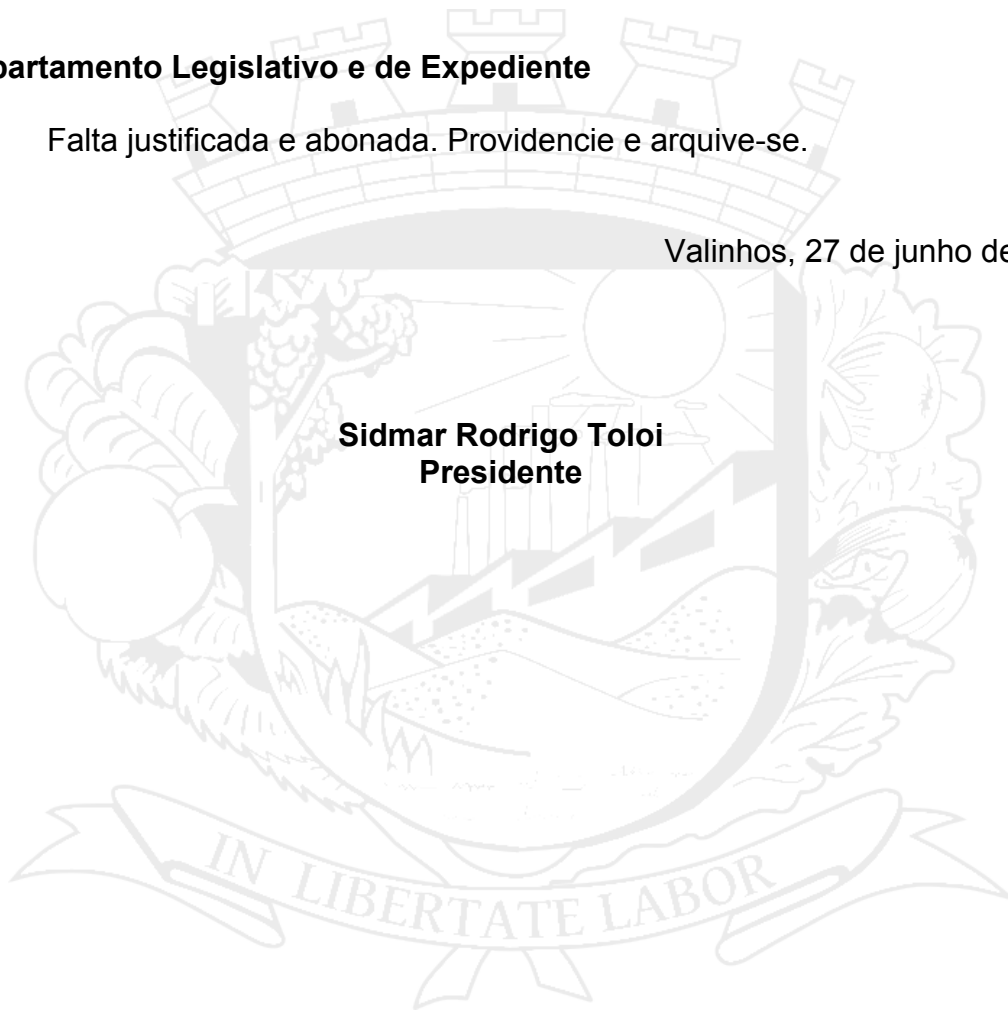 partamento Legislativo e de Expediente
Falta justificada e abonada. Providencie e arquive-se.
Valinhos, 27 de junho de
Sidmar Rodrigo Toloi
Presidente
IN LIBERTATE LABOR